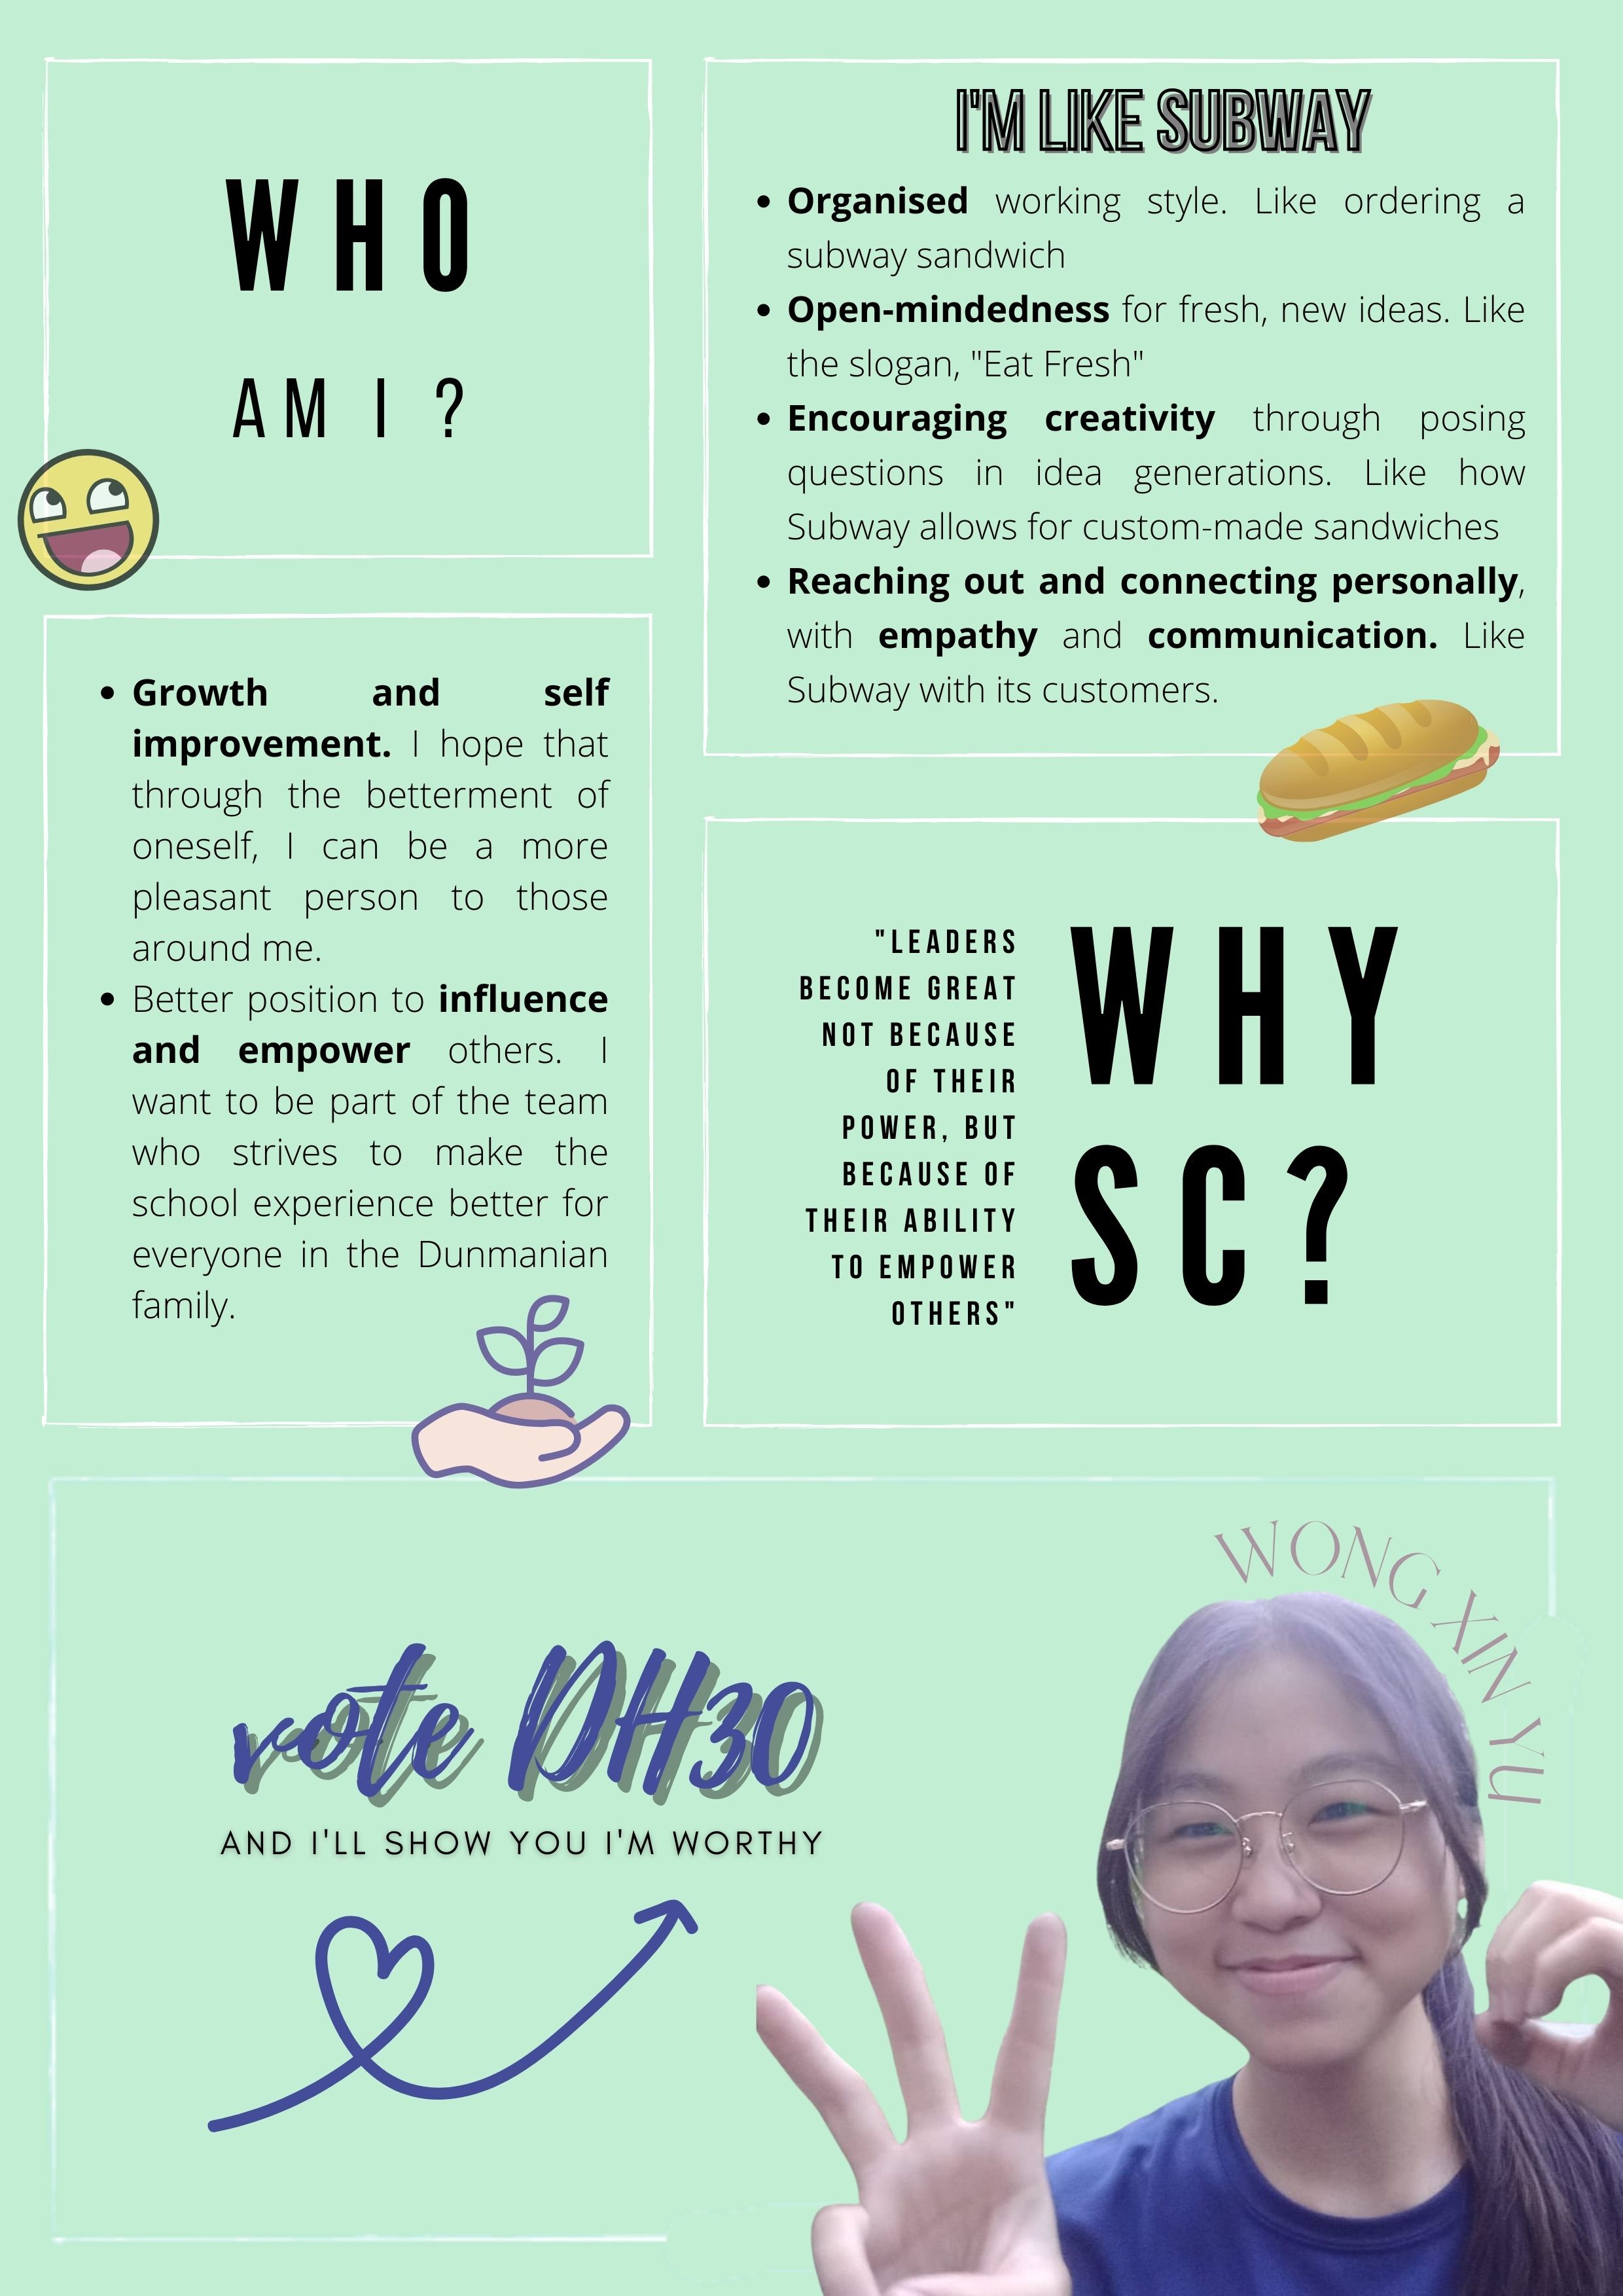 WHO
AM I ?
I'M LIKE SUBWAY
• Organised working style. Like ordering a
subway sandwich
• Open-mindedness for fresh, new ideas. Like
the slogan, "Eat Fresh"
• Encouraging creativity through posing
questions in idea generations. Like how
Subway allows for custom-made sandwiches
• Reaching out and connecting personally,
with empathy and communication. Like
Subway with its customers.
• Growth and self
improvement. I hope that
through the betterment of
oneself, I can be a more
pleasant person to those
around me.
• Better position to influence
and empower others. I
want to be part of the team
who strives to make the
school experience better for
everyone in the Dunmanian
family.
"LEADERS
BECOME GREAT
NOT BECAUSE
OF THEIR
POWER, BUT
BECAUSE OF
THEIR ABILITY
TO EMPOWER
OTHERS"
WHY
SC?
WONG XIN YU
vote DH30
AND I'LL SHOW YOU I'M WORTHY